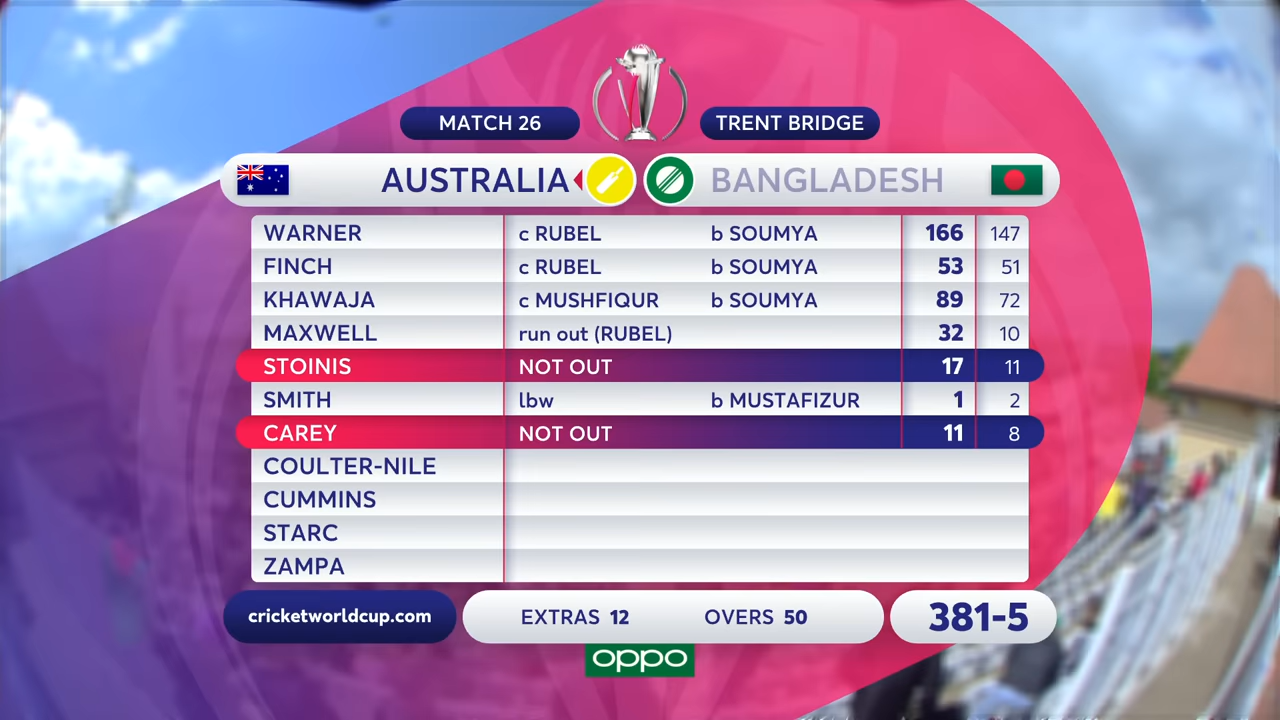 MATCH 26 TRENT BRIDGE
AUSTRALIA BANGLADESH
WARNER c RUBEL b SOUMYA 166 147
FINCH c RUBEL b SOUMYA 53 51
KHAWAJA c MUSHFIQUR b SOUMYA 89 72
MAXWELL run out (RUBEL) 32 10
STOINIS NOT OUT 17 11
SMITH lbw b MUSTAFIZUR 1 2
CAREY NOT OUT 11 8
COULTER-NILE
CUMMINS
STARC
ZAMPA
cricketworldcup.com EXTRAS 12 OVERS 50 381-5
oppo